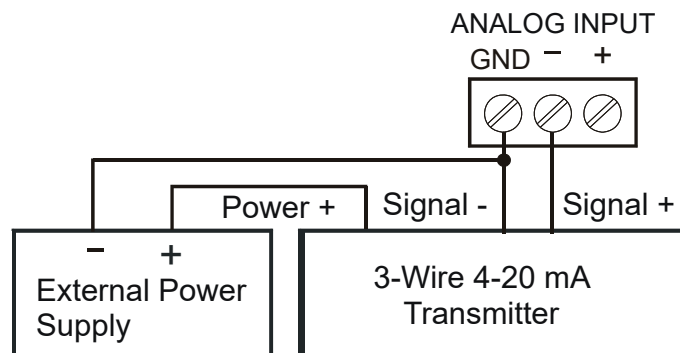 ANALOG INPUT
GND – +
Power + Signal - Signal +
– +
External Power
Supply
3-Wire 4-20 mA
Transmitter